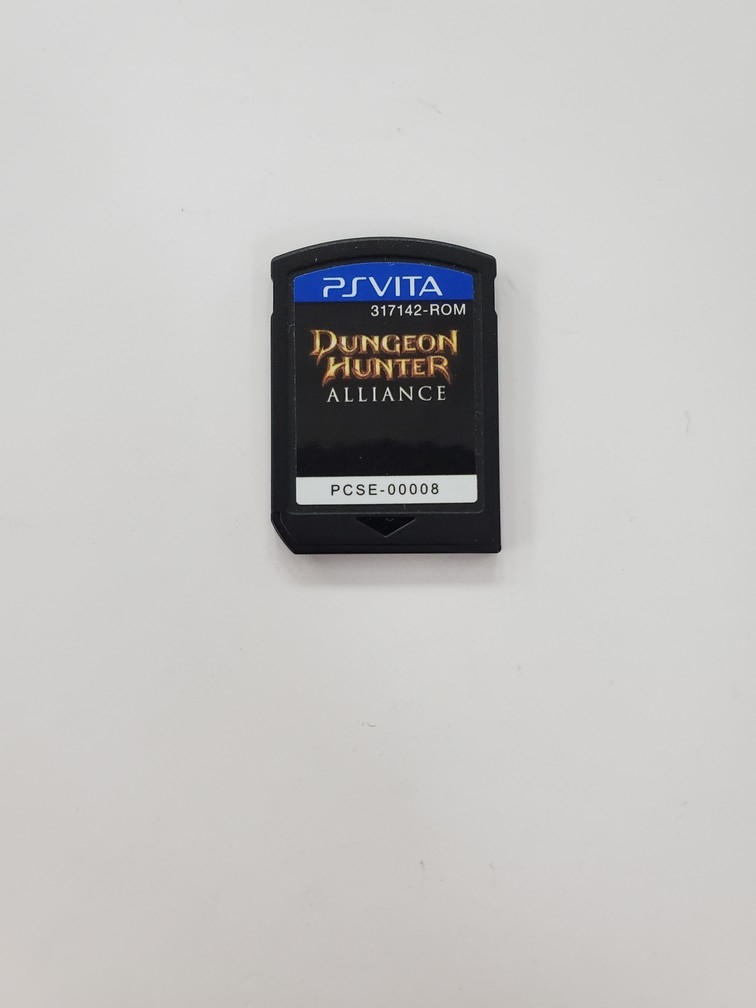 PSVITA
317142-ROM
DUNGEON
HUNTER
ALLIANCE
PCSE-00008